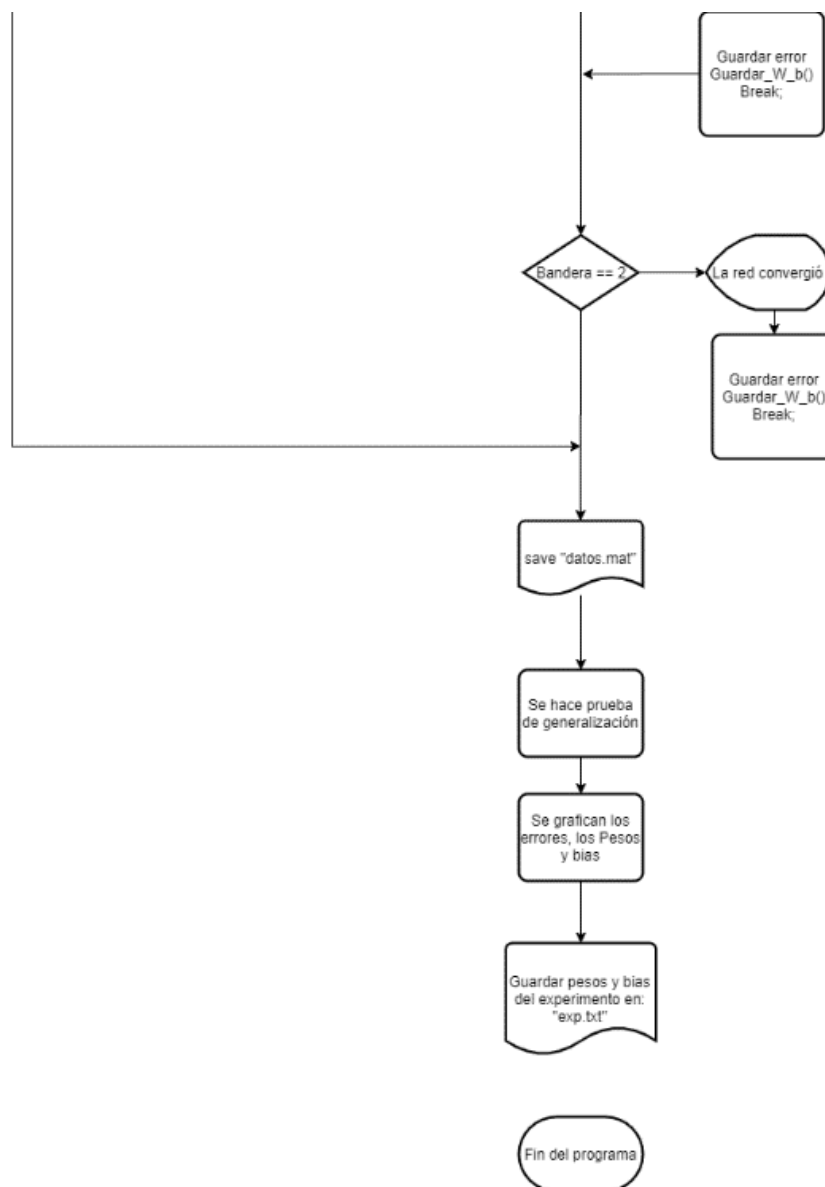 Guardar error
Guardar_W_b()
Break;
Bandera == 2
La red convergió
Guardar error
Guardar_W_b()
Break;
save "datos.mat"
Se hace prueba
de generalización
Se grafican los
errores, los Pesos
y bias
Guardar pesos y bias
del experimento en:
"exp.txt"
Fin del programa